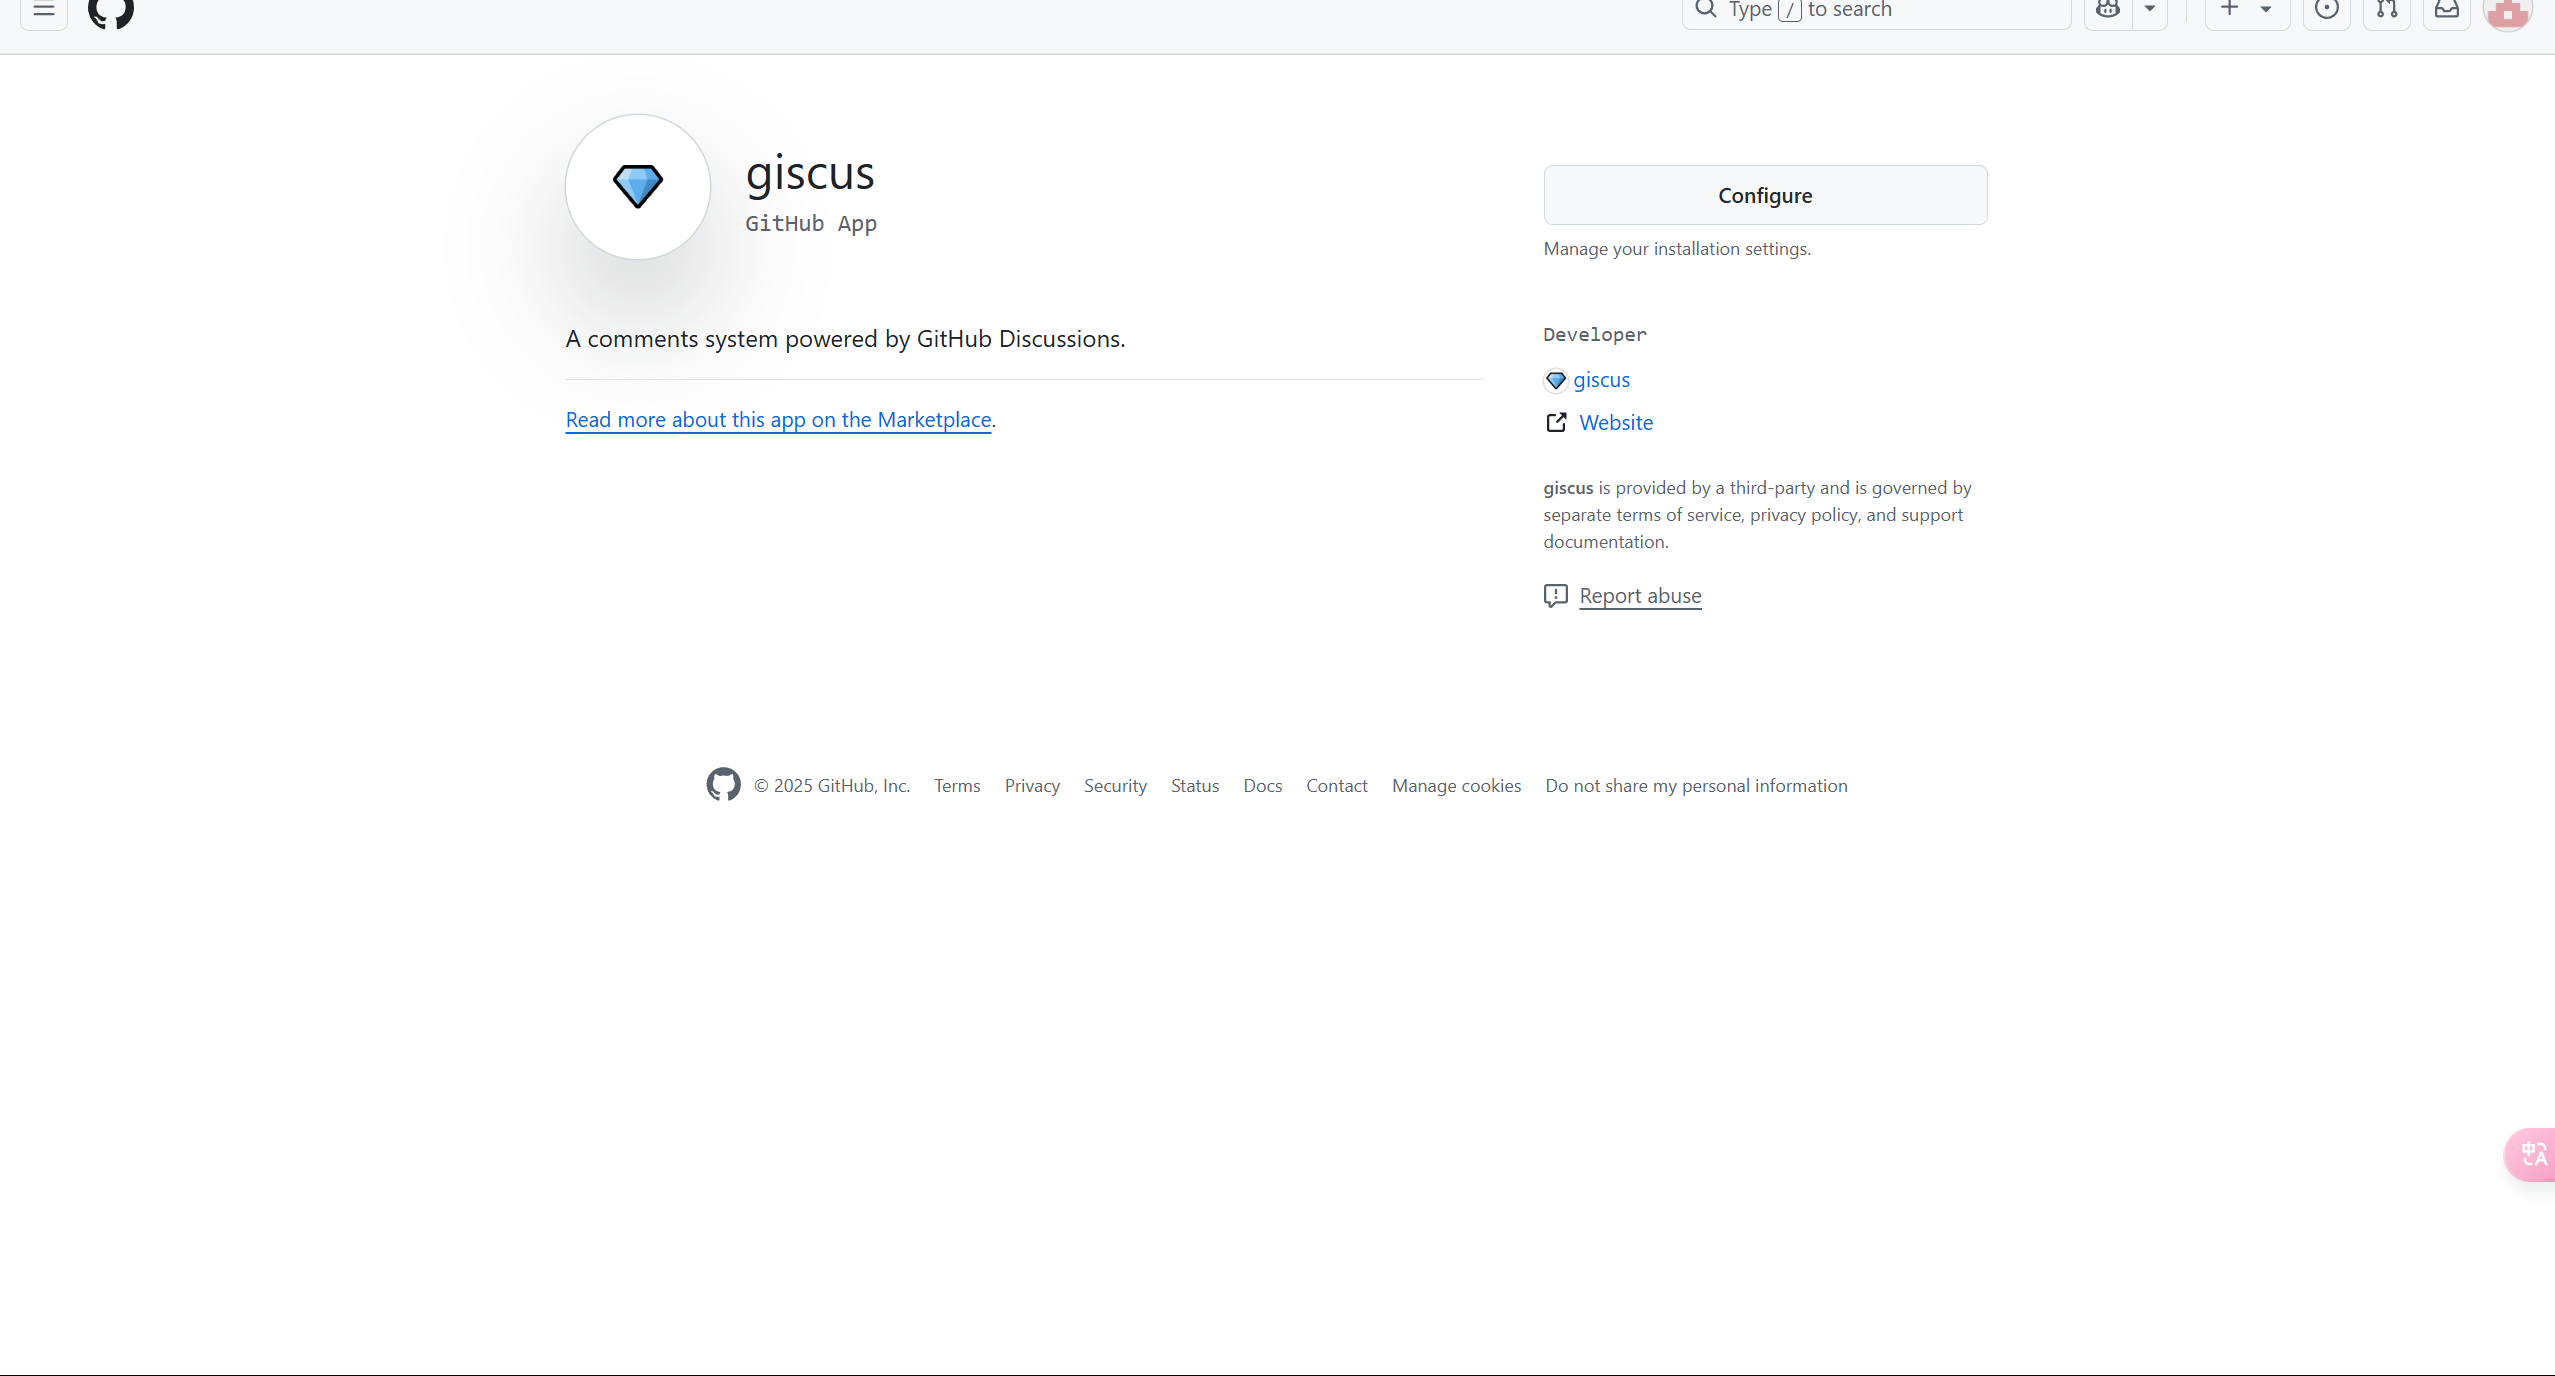 Type / to search
giscus
GitHub App
Configure
Manage your installation settings.
A comments system powered by GitHub Discussions.
Read more about this app on the Marketplace.
Developer
giscus
Website
giscus is provided by a third-party and is governed by
separate terms of service, privacy policy, and support
documentation.
Report abuse
© 2025 GitHub, Inc. Terms Privacy Security Status Docs Contact Manage cookies Do not share my personal information
中A